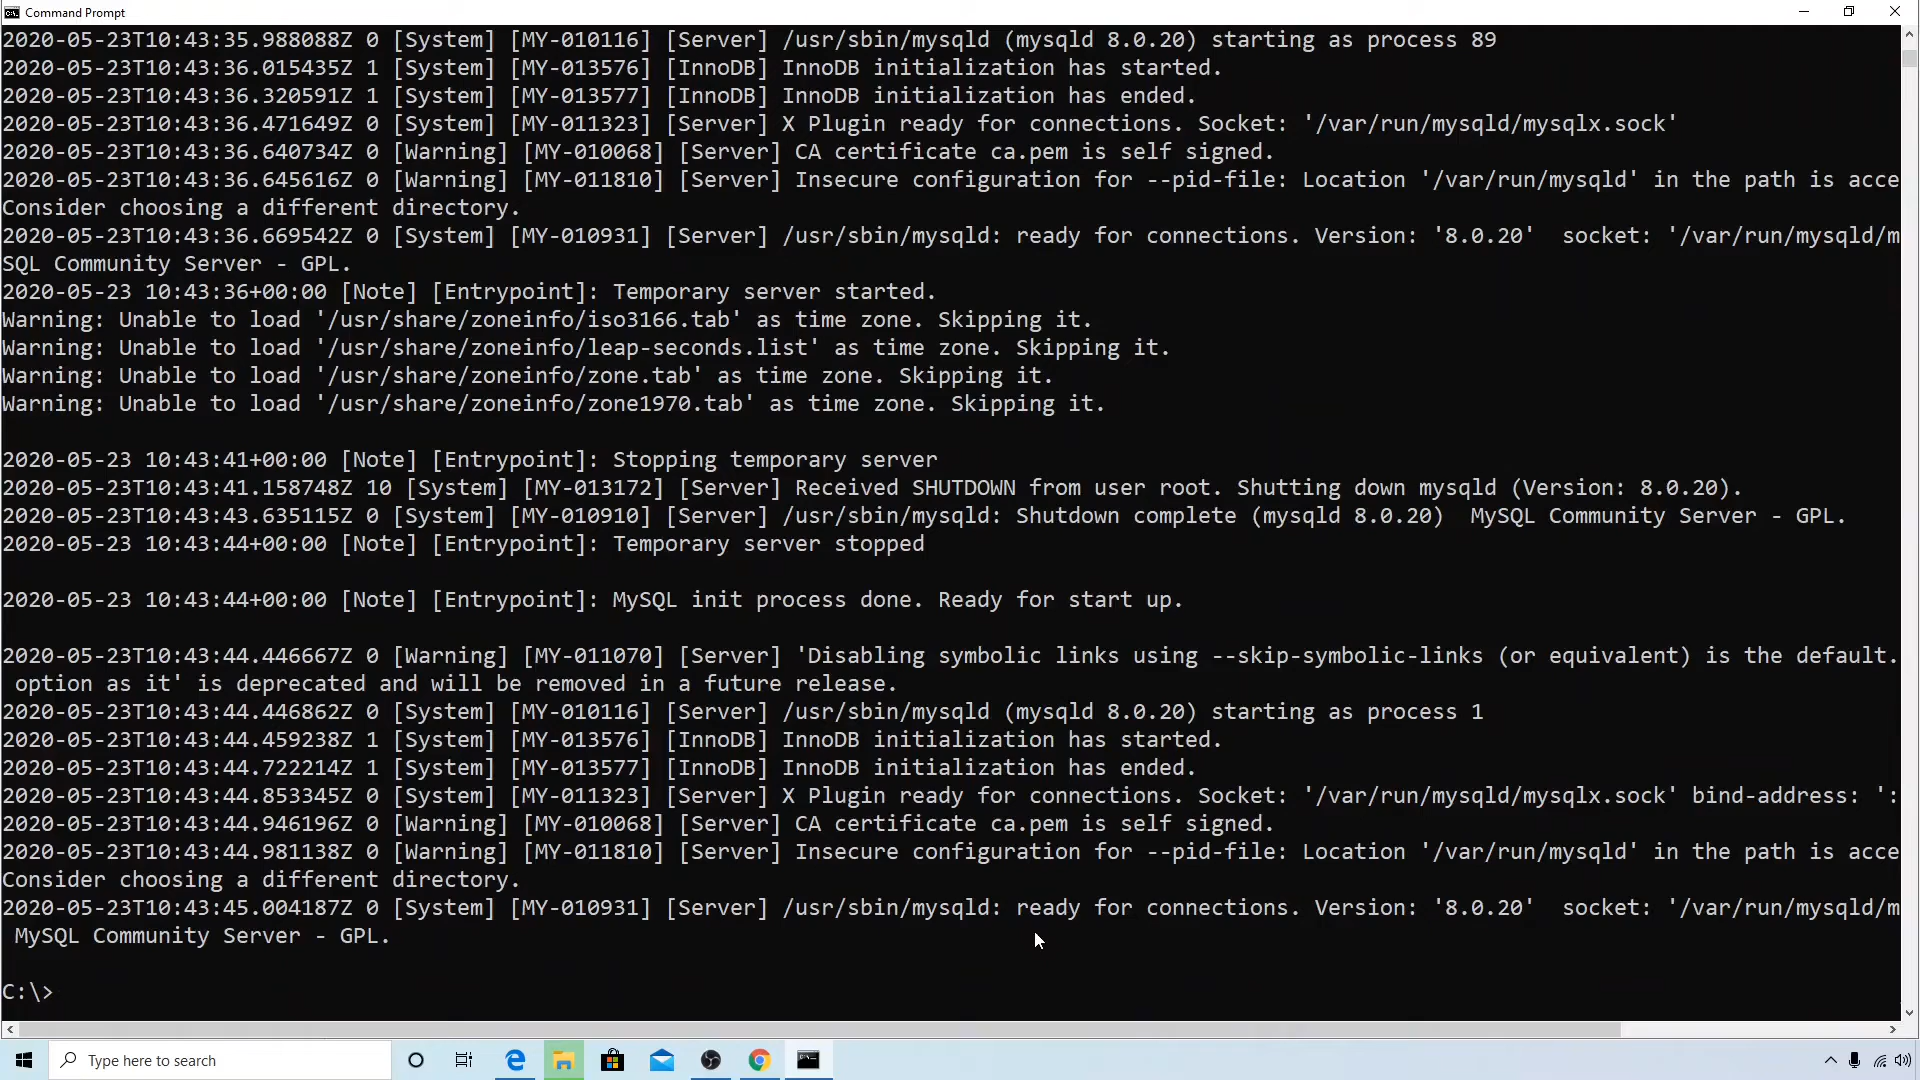 Command Prompt
2020-05-23T10:43:35.988088Z 0 [System] [MY-010116] [Server] /usr/sbin/mysqld (mysqld 8.0.20) starting as process 89
2020-05-23T10:43:36.015435Z 1 [System] [MY-013576] [InnoDB] InnoDB initialization has started.
2020-05-23T10:43:36.320591Z 1 [System] [MY-013577] [InnoDB] InnoDB initialization has ended.
2020-05-23T10:43:36.471649Z 0 [System] [MY-011323] [Server] X Plugin ready for connections. Socket: '/var/run/mysqld/mysqlx.sock'
2020-05-23T10:43:36.640734Z 0 [Warning] [MY-010068] [Server] CA certificate ca.pem is self signed.
2020-05-23T10:43:36.645616Z 0 [Warning] [MY-011810] [Server] Insecure configuration for --pid-file: Location '/var/run/mysqld' in the path is acce
Consider choosing a different directory.
2020-05-23T10:43:36.669542Z 0 [System] [MY-010931] [Server] /usr/sbin/mysqld: ready for connections. Version: '8.0.20'  socket: '/var/run/mysqld/m
SQL Community Server - GPL.
2020-05-23 10:43:36+00:00 [Note] [Entrypoint]: Temporary server started.
Warning: Unable to load '/usr/share/zoneinfo/iso3166.tab' as time zone. Skipping it.
Warning: Unable to load '/usr/share/zoneinfo/leap-seconds.list' as time zone. Skipping it.
Warning: Unable to load '/usr/share/zoneinfo/zone.tab' as time zone. Skipping it.
Warning: Unable to load '/usr/share/zoneinfo/zone1970.tab' as time zone. Skipping it.
2020-05-23 10:43:41+00:00 [Note] [Entrypoint]: Stopping temporary server
2020-05-23T10:43:41.158748Z 10 [System] [MY-013172] [Server] Received SHUTDOWN from user root. Shutting down mysqld (Version: 8.0.20).
2020-05-23T10:43:43.635115Z 0 [System] [MY-010910] [Server] /usr/sbin/mysqld: Shutdown complete (mysqld 8.0.20)  MySQL Community Server - GPL.
2020-05-23 10:43:44+00:00 [Note] [Entrypoint]: Temporary server stopped
2020-05-23 10:43:44+00:00 [Note] [Entrypoint]: MySQL init process done. Ready for start up.
2020-05-23T10:43:44.446667Z 0 [Warning] [MY-011070] [Server] 'Disabling symbolic links using --skip-symbolic-links (or equivalent) is the default.
 option as it' is deprecated and will be removed in a future release.
2020-05-23T10:43:44.446862Z 0 [System] [MY-010116] [Server] /usr/sbin/mysqld (mysqld 8.0.20) starting as process 1
2020-05-23T10:43:44.459238Z 1 [System] [MY-013576] [InnoDB] InnoDB initialization has started.
2020-05-23T10:43:44.722214Z 1 [System] [MY-013577] [InnoDB] InnoDB initialization has ended.
2020-05-23T10:43:44.853345Z 0 [System] [MY-011323] [Server] X Plugin ready for connections. Socket: '/var/run/mysqld/mysqlx.sock' bind-address: ':
2020-05-23T10:43:44.946196Z 0 [Warning] [MY-010068] [Server] CA certificate ca.pem is self signed.
2020-05-23T10:43:44.981138Z 0 [Warning] [MY-011810] [Server] Insecure configuration for --pid-file: Location '/var/run/mysqld' in the path is acce
Consider choosing a different directory.
2020-05-23T10:43:45.004187Z 0 [System] [MY-010931] [Server] /usr/sbin/mysqld: ready for connections. Version: '8.0.20'  socket: '/var/run/mysqld/m
 MySQL Community Server - GPL.
C:\>
Type here to search